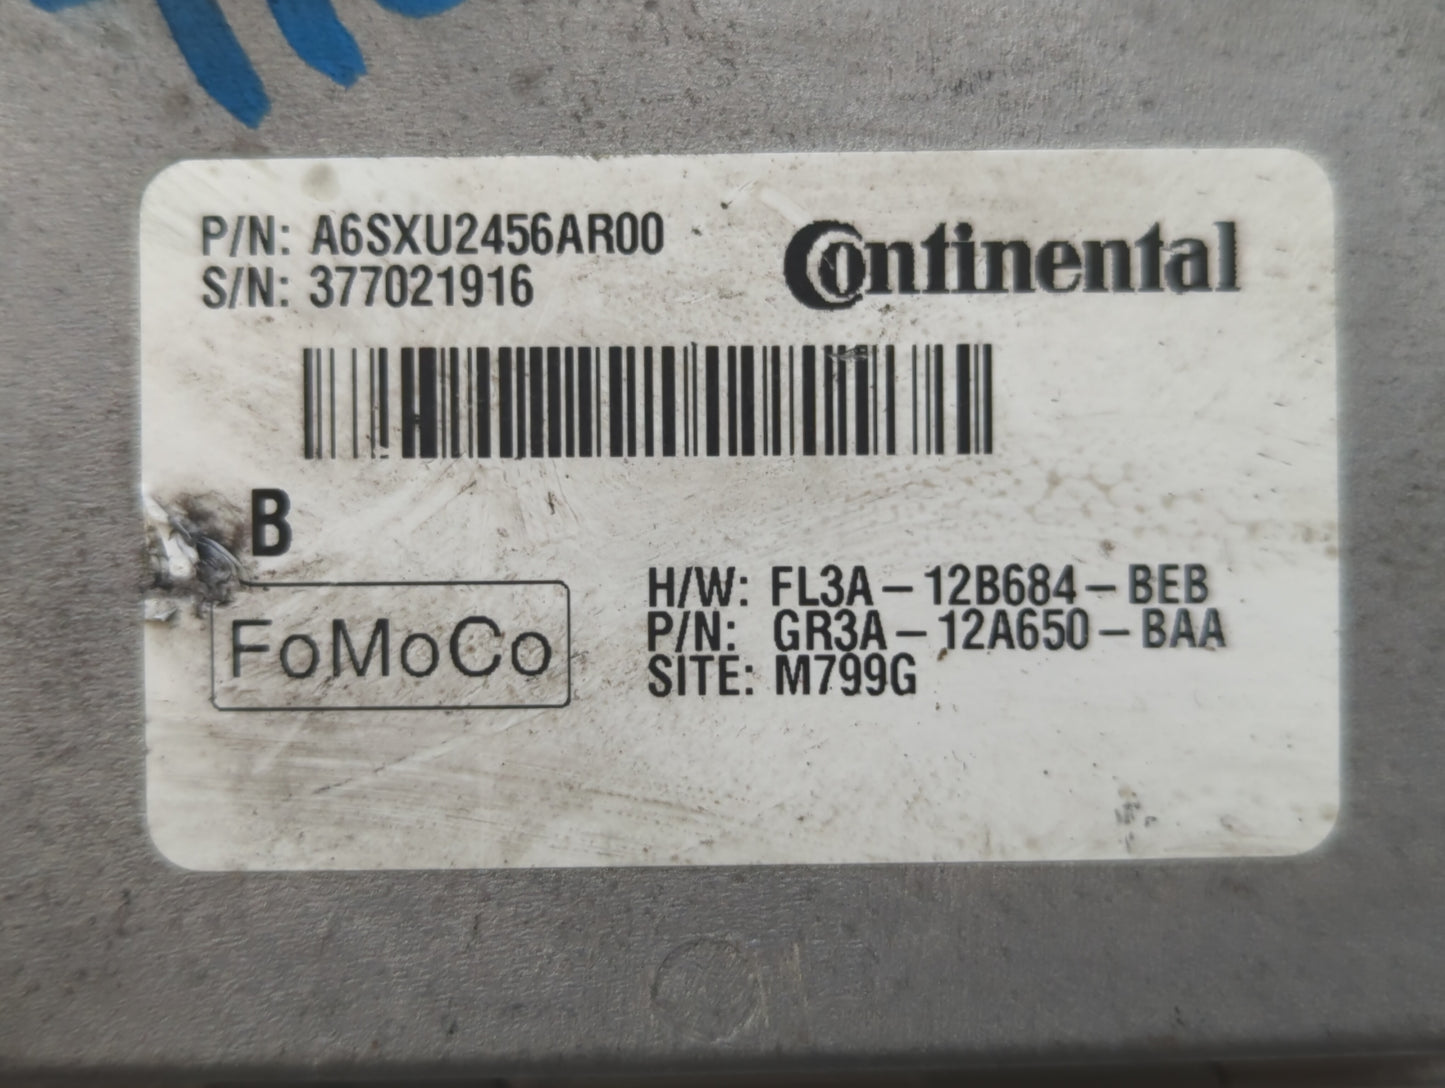 P/N: A6SXU2456AR00
S/N: 377021916
Continental
B
FoMoCo
H/W: FL3A-12B684-BEB
P/N: GR3A-12A650-BAA
SITE: M799G